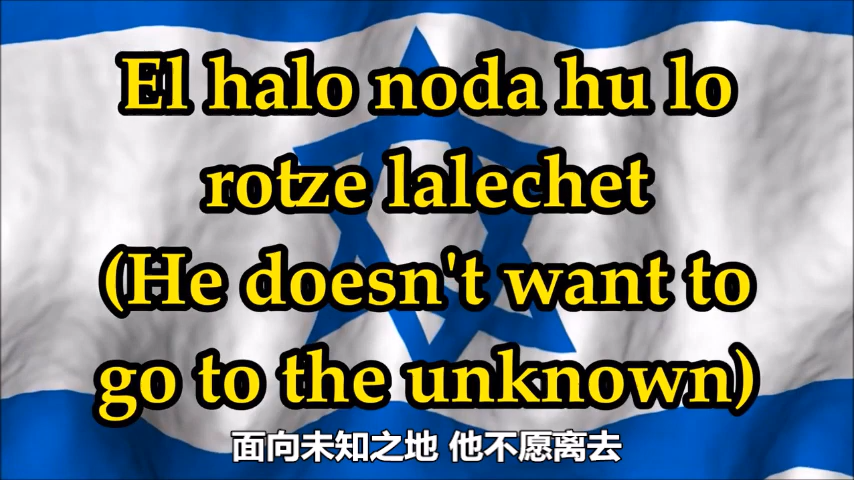 El halo noda hu lo
rotze lalechet
(He doesn't want to
go to the unknown)
面向未知之地 他不愿离去